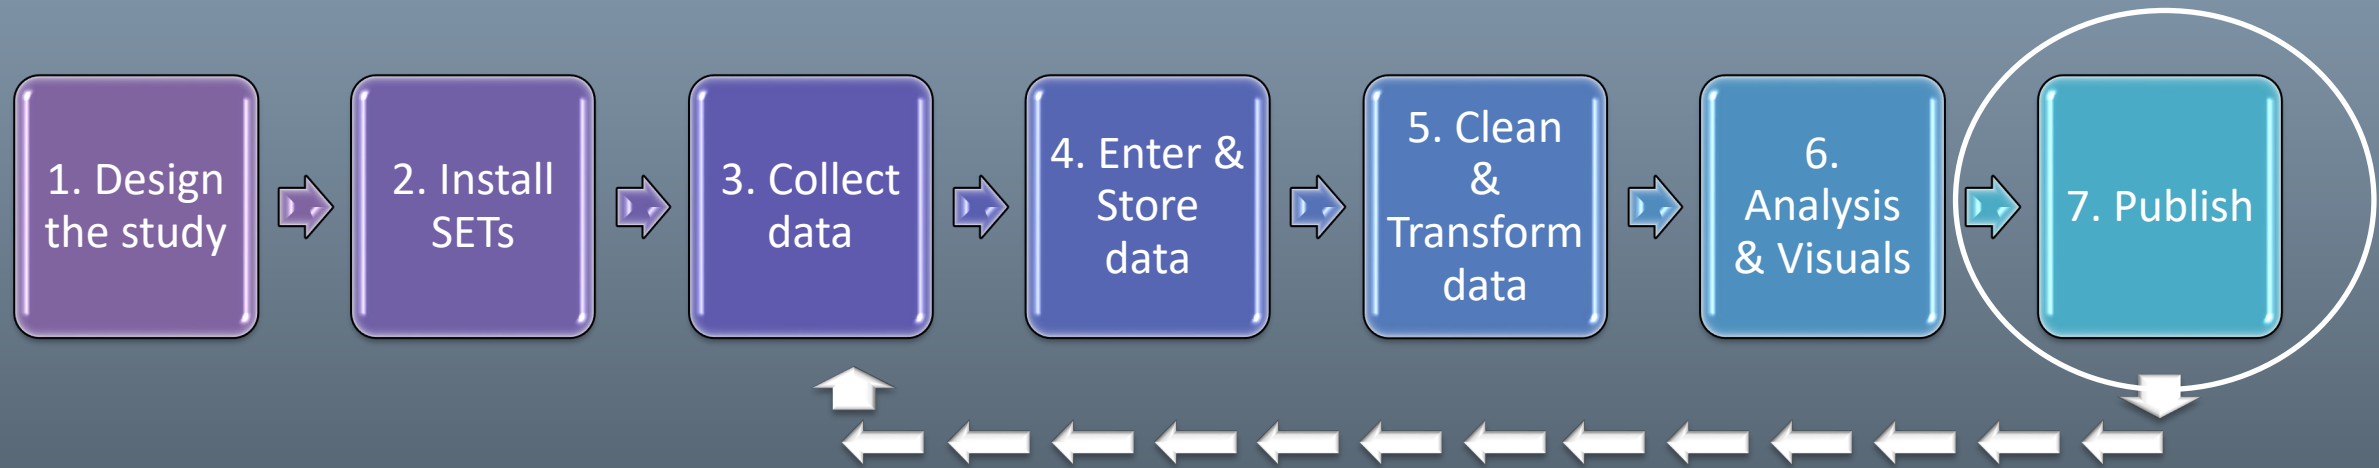 1. Design
the study
2. Install
SETs
3. Collect
data
4. Enter &
Store
data
5. Clean
&
Transform
data
6.
Analysis
& Visuals
7. Publish